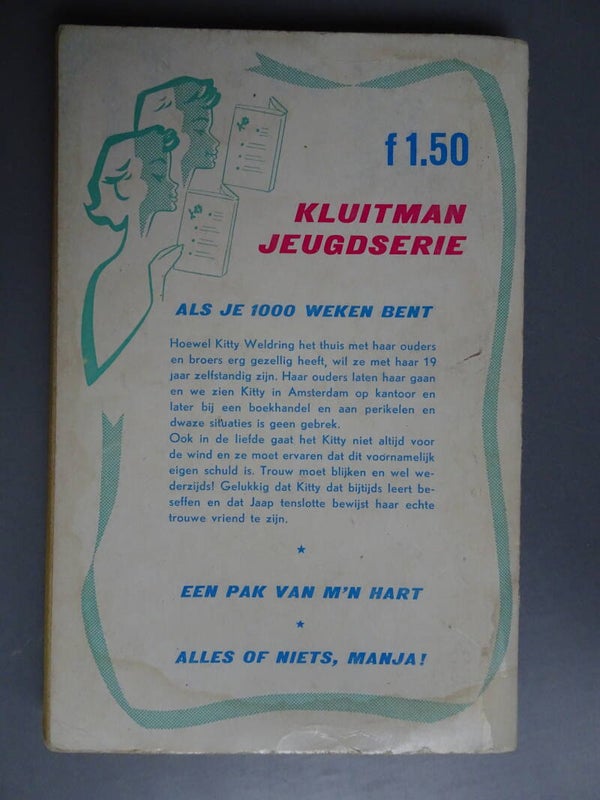 f 1.50
KLUITMAN
JEUGDSERIE
ALS JE 1000 WEKEN BENT
Hoewel Kitty Weldring het thuis met haar ouders
en broers erg gezellig heeft, wil ze met haar 19
jaar zelfstandig zijn. Haar ouders laten haar gaan
en we zien Kitty in Amsterdam op kantoor en
later bij een boekhandel en aan perikelen en
dwaze situaties is geen gebrek.
Ook in de liefde gaat het Kitty niet altijd voor
de wind en ze moet ervaren dat dit voornamelijk
eigen schuld is. Trouw moet blijken en wel we-
derzijds! Gelukkig dat Kitty dat bijtijds leert be-
seffen en dat Jaap tenslotte bewijst haar echte
trouwe vriend te zijn.
EEN PAK VAN M'N HART
ALLES OF NIETS, MANJA!